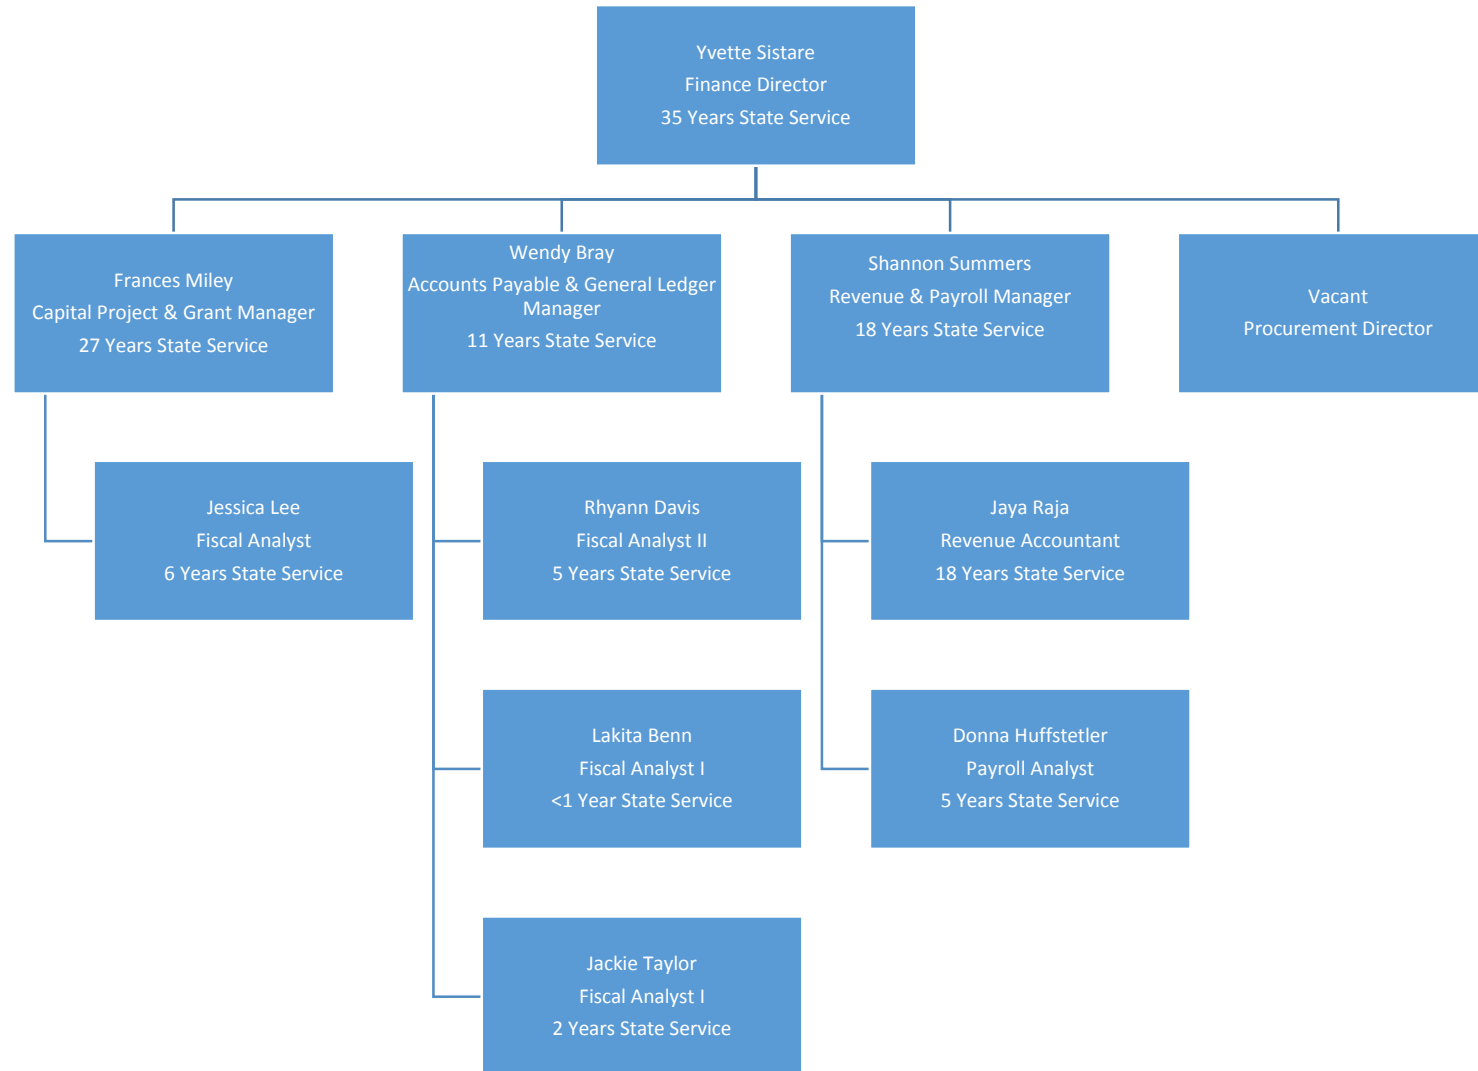 Yvette Sistare
Finance Director
35 Years State Service
Frances Miley
Capital Project & Grant Manager
27 Years State Service
Wendy Bray
Accounts Payable & General Ledger
Manager
11 Years State Service
Shannon Summers
Revenue & Payroll Manager
18 Years State Service
Vacant
Procurement Director
Jessica Lee
Fiscal Analyst
6 Years State Service
Rhyann Davis
Fiscal Analyst II
5 Years State Service
Jaya Raja
Revenue Accountant
18 Years State Service
Lakita Benn
Fiscal Analyst I
<1 Year State Service
Donna Huffstetler
Payroll Analyst
5 Years State Service
Jackie Taylor
Fiscal Analyst I
2 Years State Service